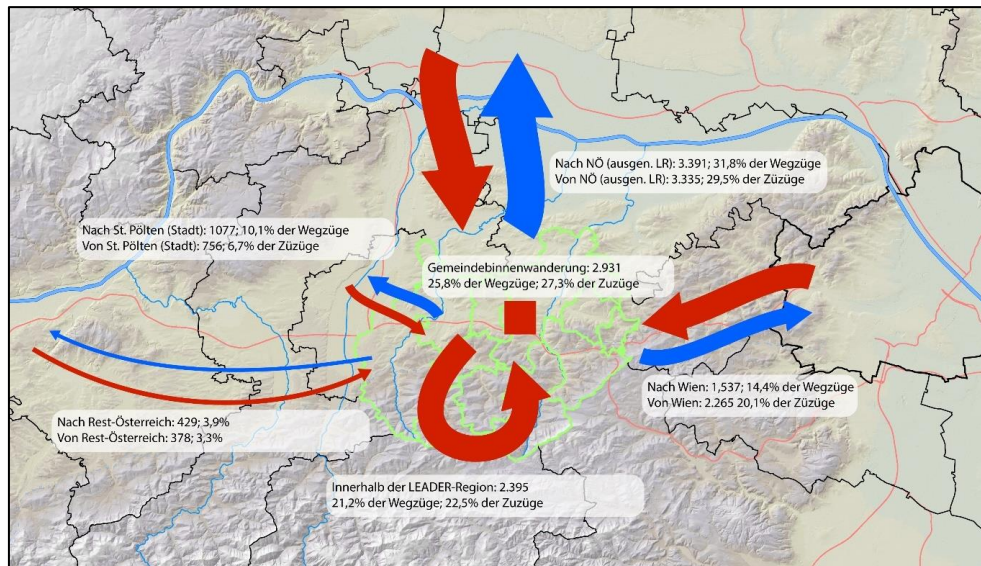 Nach NÖ (ausgen. LR): 3.391; 31,8% der Wegzüge
Von NÖ (ausgen. LR): 3.335; 29,5% der Züzüge
Nach St. Pölten (Stadt): 1077; 10,1% der Wegzüge
Von St. Pölten (Stadt): 756; 6,7% der Züzüge
Gemeindebinnenwanderung: 2.931
25,8% der Wegzüge; 27,3% der Zuzüge
Nach Wien: 1,537; 14,4% der Wegzüge
Von Wien: 2.265 20,1% der Züzüge
Nach Rest-Österreich: 429; 3,9%
Von Rest-Österreich: 378; 3,3%
Innerhalb der LEADER-Region: 2.395
21,2% der Wegzüge; 22,5% der Zuzüge